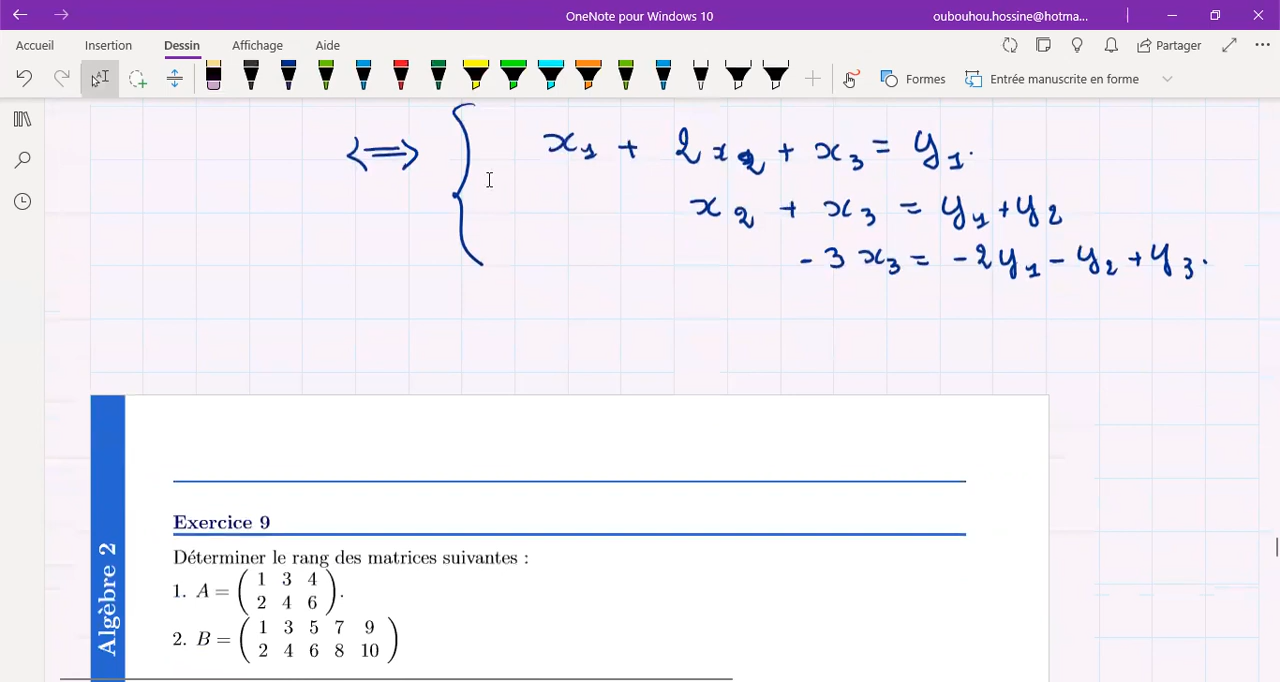 OneNote pour Windows 10
oubouhou.hossine@hotma...
Accueil Insertion Dessin Affichage Aide Partager
Formes Entrée manuscrite en forme
⟺ { x₁ + 2x₂ + x₃ = y₁.
x₂ + x₃ = y₁ + y₂
- 3 x₃ = - 2y₁ - y₂ + y₃.
Algèbre 2
Exercice 9
Déterminer le rang des matrices suivantes :
1. A = ( 1 3 4
2 4 6 ).
2. B = ( 1 3 5 7 9
2 4 6 8 10 )